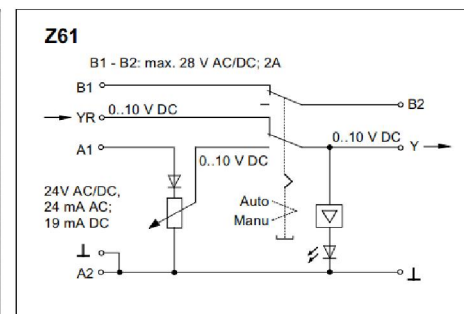 Z61
B1 - B2: max. 28 V AC/DC; 2A
B1
B2
YR 0..10 V DC
0..10 V DC Y
A1
0..10 V DC
24V AC/DC,
24 mA AC;
19 mA DC
Auto
Manu
⊥
A2
⊥